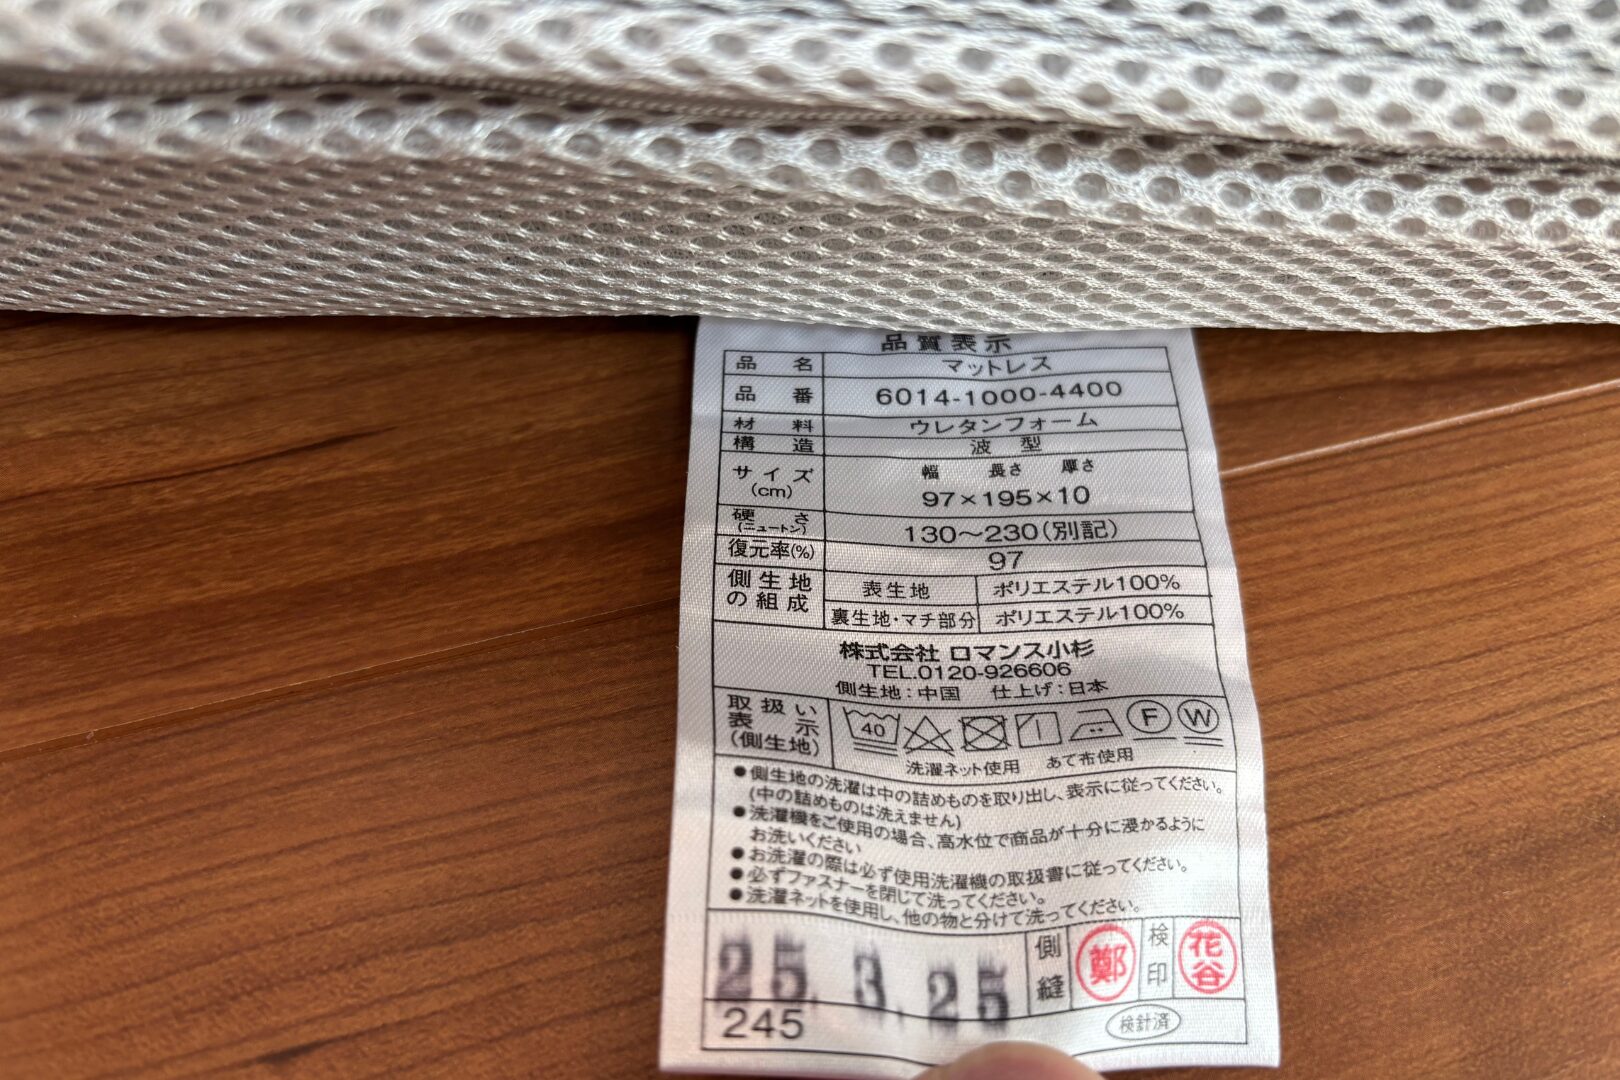 品質表示
品名 マットレス
品番 6014-1000-4400
材料 ウレタンフォーム
構造 波型
サイズ(cm) 幅 長さ 厚さ
97×195×10
硬さ(ニュートン) 130～230(別記)
復元率(%) 97
側生地の組成 表生地 ポリエステル100%
裏生地・マチ部分 ポリエステル100%
株式会社 ロマンス小杉
TEL.0120-926606
側生地:中国 仕上げ:日本
取扱い表示(側生地) 40 F W
洗濯ネット使用 あて布使用
●側生地の洗濯は中の詰めものを取り出し、表示に従ってください。
(中の詰めものは洗えません)
●洗濯機をご使用の場合、高水位で商品が十分に浸かるように
お洗いください
●お洗濯の際は必ず使用洗濯機の取扱書に従ってください。
●必ずファスナーを閉じて洗ってください。
●洗濯ネットを使用し、他の物と分けて洗ってください。
25. 3. 25 側縫 鄭 検印 花谷
245 検針済